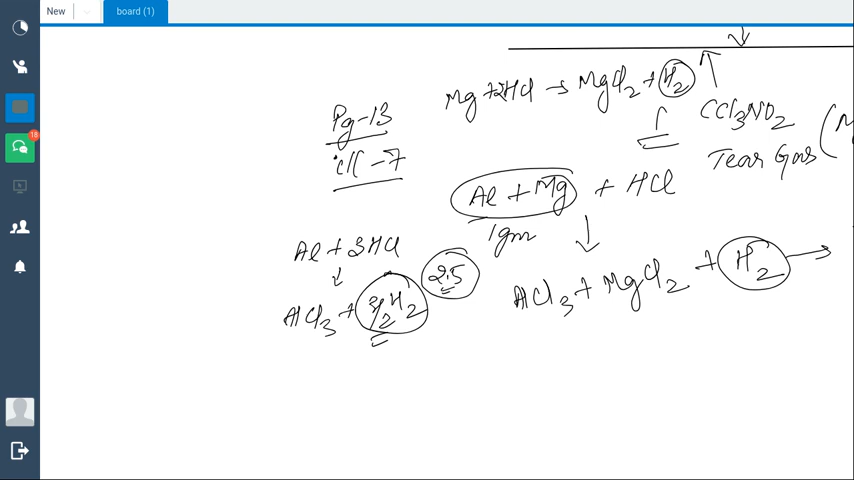 New
board (1)
18
Mg+2HCl → MgCl2 + H2
Pg-13
ill-7
CCl3NO2
Tear Gas (M
Al + Mg + HCl
1gm
Al + 3HCl
↓
AlCl3 + 3/2 H2
2.5
AlCl3 + MgCl2 + H2 →